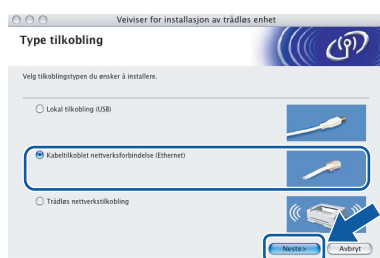 Veiviser for installasjon av trådløs enhet
Type tilkobling
Velg tilkoblingstypen du ønsker å installere.
Lokal tilkobling (USB)
Kabeltilkoblet nettverksforbindelse (Ethernet)
Trådløs nettverkstilkobling
Neste>
Avbryt